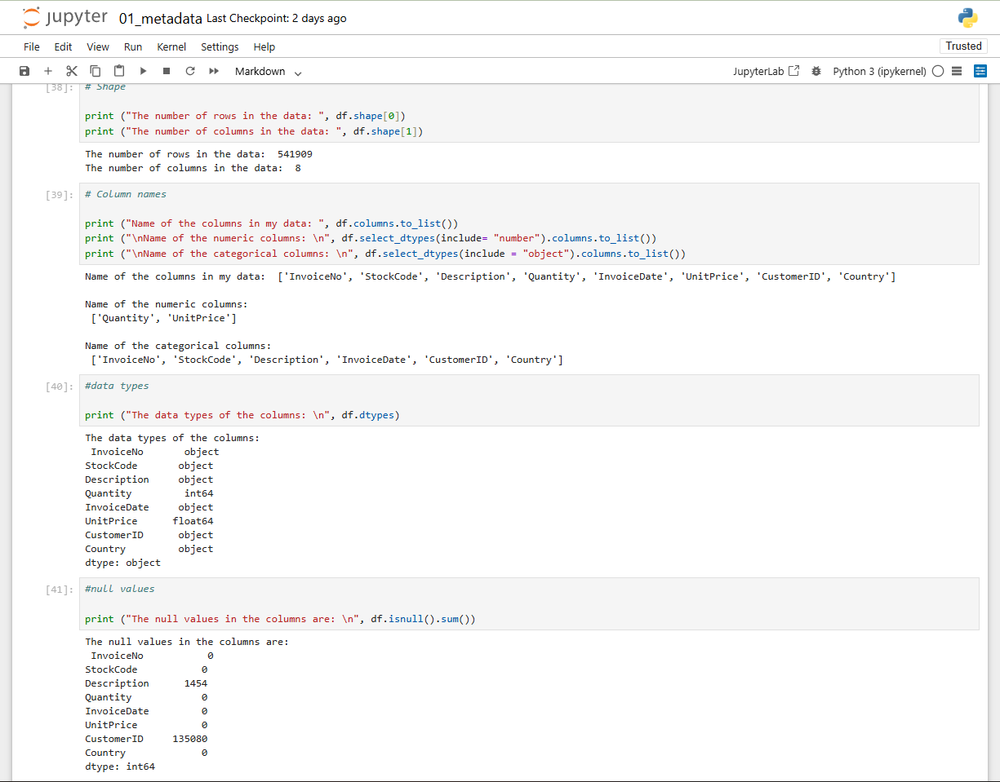 jupyter 01_metadata Last Checkpoint: 2 days ago
File Edit View Run Kernel Settings Help Trusted
Markdown JupyterLab Python 3 (ipykernel)
[38]: # Shape
print ("The number of rows in the data: ", df.shape[0])
print ("The number of columns in the data: ", df.shape[1])
The number of rows in the data:  541909
The number of columns in the data:  8
[39]: # Column names
print ("Name of the columns in my data: ", df.columns.to_list())
print ("\nName of the numeric columns: \n", df.select_dtypes(include= "number").columns.to_list())
print ("\nName of the categorical columns: \n", df.select_dtypes(include = "object").columns.to_list())
Name of the columns in my data:  ['InvoiceNo', 'StockCode', 'Description', 'Quantity', 'InvoiceDate', 'UnitPrice', 'CustomerID', 'Country']
Name of the numeric columns:
['Quantity', 'UnitPrice']
Name of the categorical columns:
['InvoiceNo', 'StockCode', 'Description', 'InvoiceDate', 'CustomerID', 'Country']
[40]: #data types
print ("The data types of the columns: \n", df.dtypes)
The data types of the columns:
InvoiceNo object
StockCode object
Description object
Quantity int64
InvoiceDate object
UnitPrice float64
CustomerID object
Country object
dtype: object
[41]: #null values
print ("The null values in the columns are: \n", df.isnull().sum())
The null values in the columns are:
InvoiceNo 0
StockCode 0
Description 1454
Quantity 0
InvoiceDate 0
UnitPrice 0
CustomerID 135080
Country 0
dtype: int64